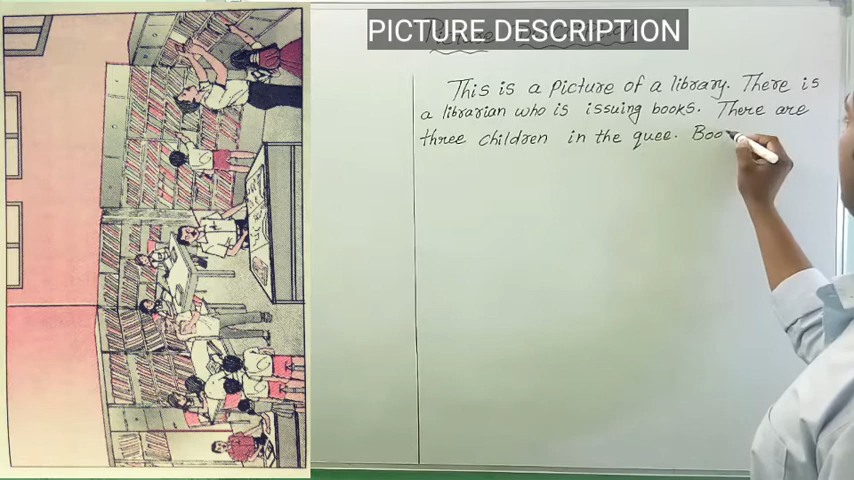 PICTURE DESCRIPTION
This is a picture of a library. There is
a librarian who is issuing books. There are
three children in the quee. Boo